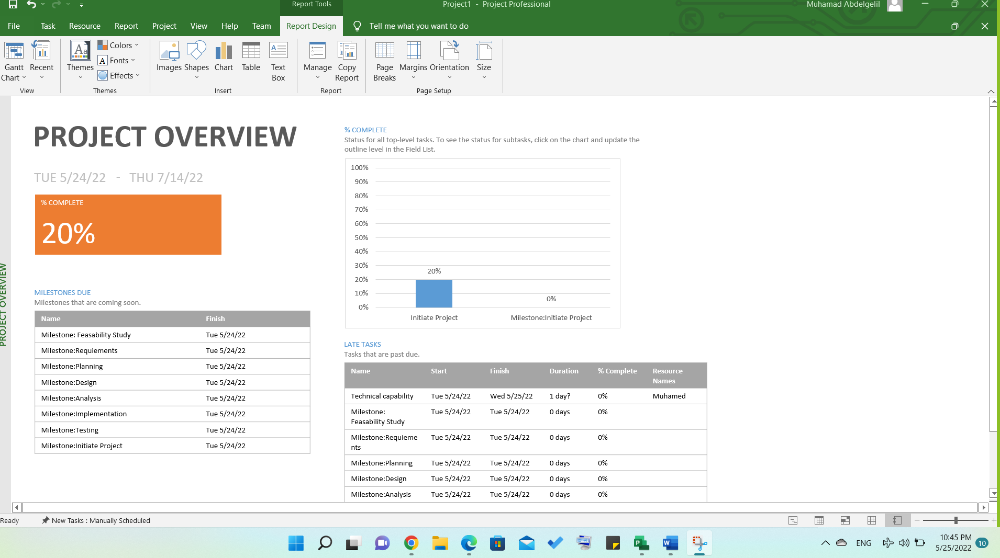 Report Tools
Project1 - Project Professional
Muhamad Abdelgelil
File Task Resource Report Project View Help Team Report Design Tell me what you want to do
Gantt Chart
Recent
View
Themes
Colors
Fonts
Effects
Themes
Images
Shapes
Chart
Table
Text Box
Insert
Manage
Copy Report
Report
Page Breaks
Margins
Orientation
Size
Page Setup
PROJECT OVERVIEW
PROJECT OVERVIEW
TUE 5/24/22 - THU 7/14/22
% COMPLETE
20%
MILESTONES DUE
Milestones that are coming soon.
Name Finish
Milestone: Feasability Study Tue 5/24/22
Milestone:Requiements Tue 5/24/22
Milestone:Planning Tue 5/24/22
Milestone:Design Tue 5/24/22
Milestone:Analysis Tue 5/24/22
Milestone:Implementation Tue 5/24/22
Milestone:Testing Tue 5/24/22
Milestone:Initiate Project Tue 5/24/22
% COMPLETE
Status for all top-level tasks. To see the status for subtasks, click on the chart and update the
outline level in the Field List.
100%
90%
80%
70%
60%
50%
40%
30%
20%
10%
0%
20%
0%
Initiate Project Milestone:Initiate Project
LATE TASKS
Tasks that are past due.
Name Start Finish Duration % Complete Resource
Names
Technical capability Tue 5/24/22 Wed 5/25/22 1 day? 0% Muhamed
Milestone: Tue 5/24/22 Tue 5/24/22 0 days 0%
Feasability Study
Milestone:Requieme Tue 5/24/22 Tue 5/24/22 0 days 0%
nts
Milestone:Planning Tue 5/24/22 Tue 5/24/22 0 days 0%
Milestone:Design Tue 5/24/22 Tue 5/24/22 0 days 0%
Milestone:Analysis Tue 5/24/22 Tue 5/24/22 0 days 0%
Ready New Tasks : Manually Scheduled
ENG
10:45 PM
5/25/2022
10